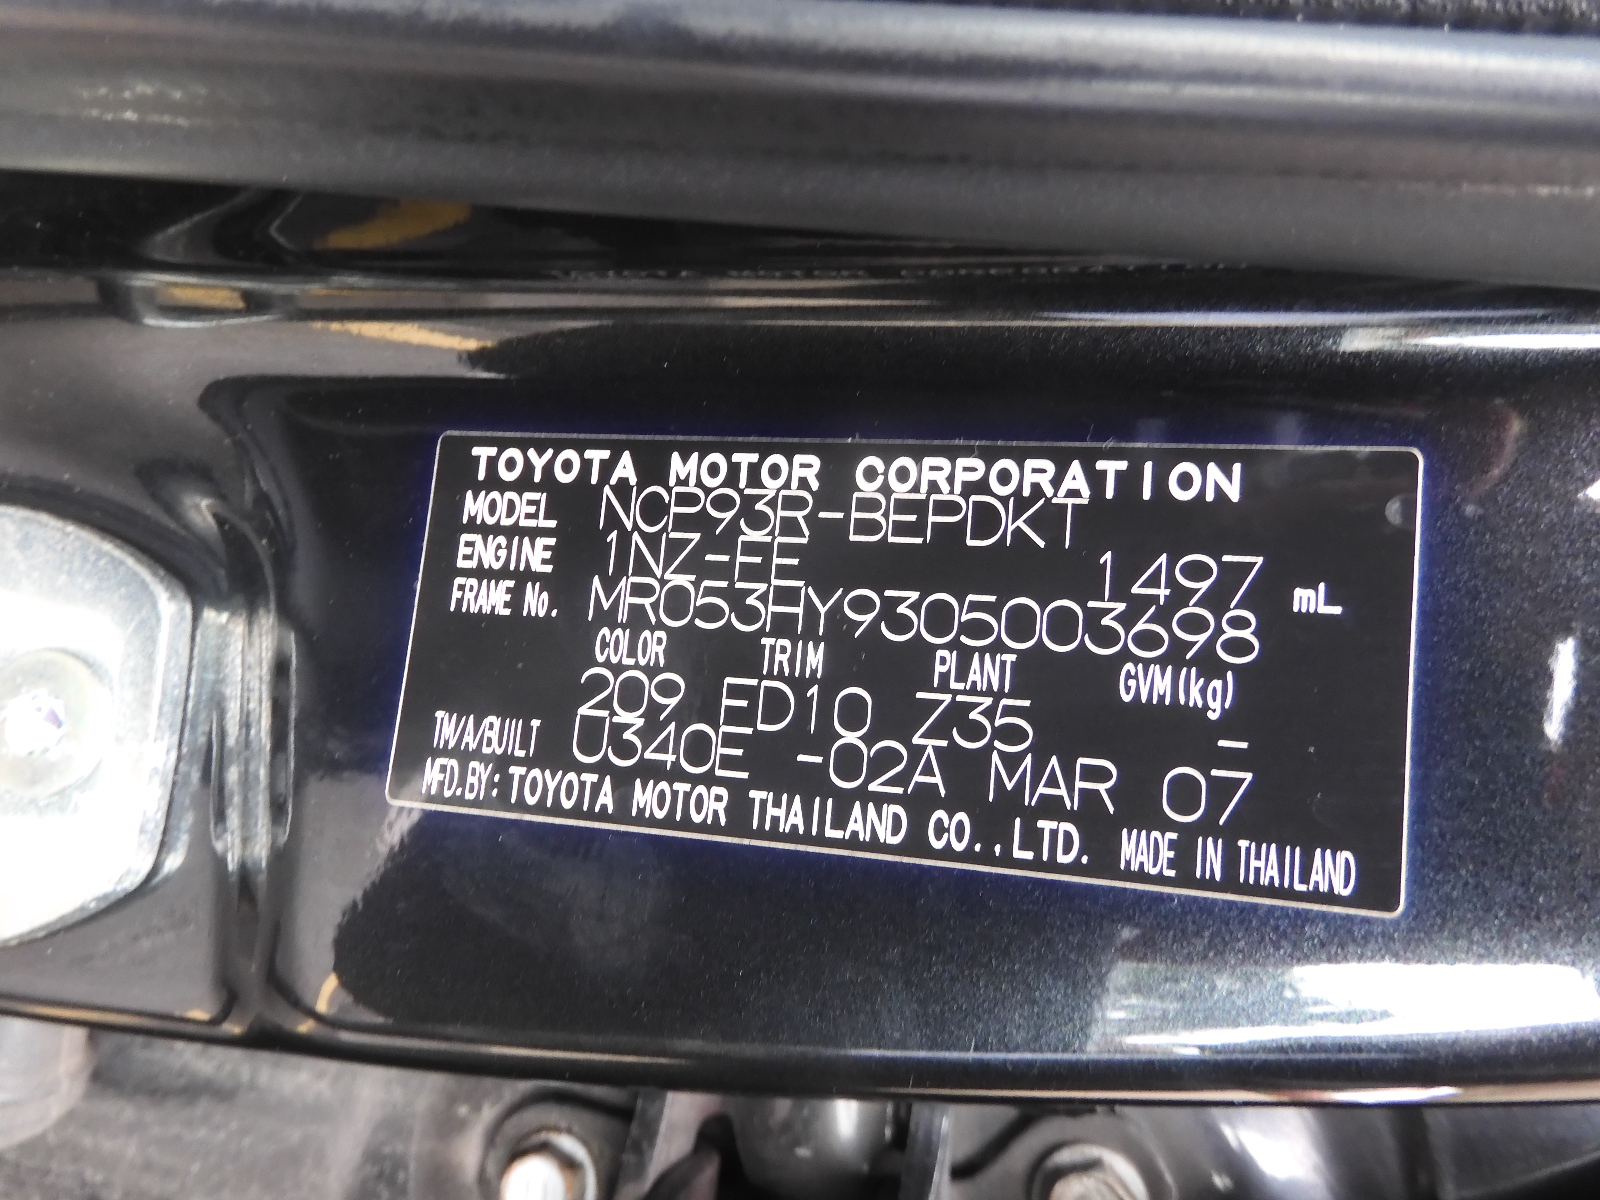 TOYOTA MOTOR CORPORATION
MODEL NCP93R-BEPDKT
ENGINE 1NZ-FE 1497 mL
FRAME No. MR053HY9305003698
COLOR TRIM PLANT GVM(kg)
209 ED10 Z35 -
TM/A/BUILT U340E -02A MAR 07
MFD.BY: TOYOTA MOTOR THAILAND CO.,LTD. MADE IN THAILAND